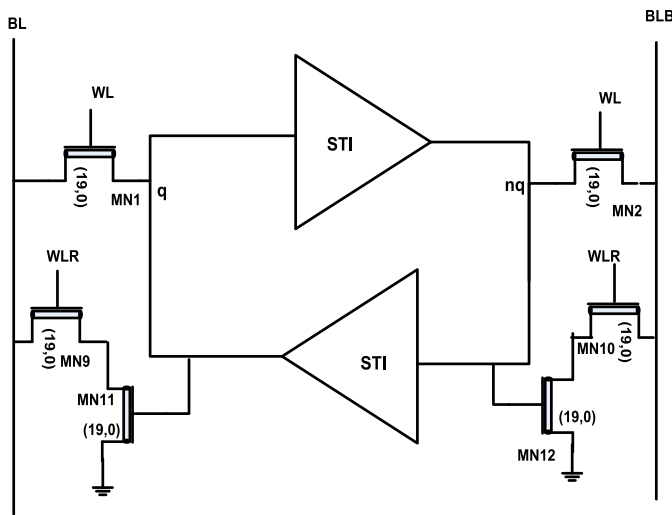 BL
BLB
WL
WL
STI
(19,0)
MN1
q
nq
(19,0)
MN2
WLR
WLR
STI
(19,0)
MN9
(19,0)
MN10
MN11
(19,0)
(19,0)
MN12